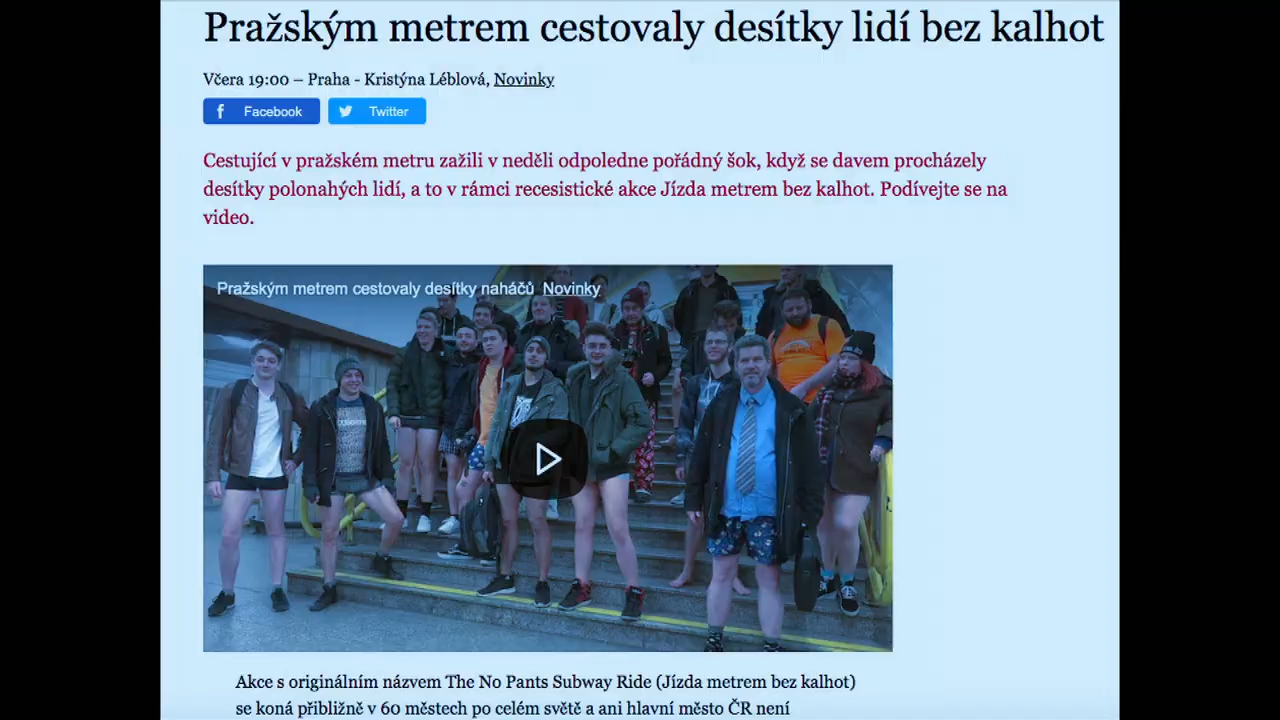 Pražským metrem cestovaly desítky lidí bez kalhot
Včera 19:00 – Praha - Kristýna Léblová, Novinky
Facebook Twitter
Cestující v pražském metru zažili v neděli odpoledne pořádný šok, když se davem procházely
desítky polonahých lidí, a to v rámci recesistické akce Jízda metrem bez kalhot. Podívejte se na
video.
Pražským metrem cestovaly desítky naháčů Novinky
Akce s originálním názvem The No Pants Subway Ride (Jízda metrem bez kalhot)
se koná přibližně v 60 městech po celém světě a ani hlavní město ČR není